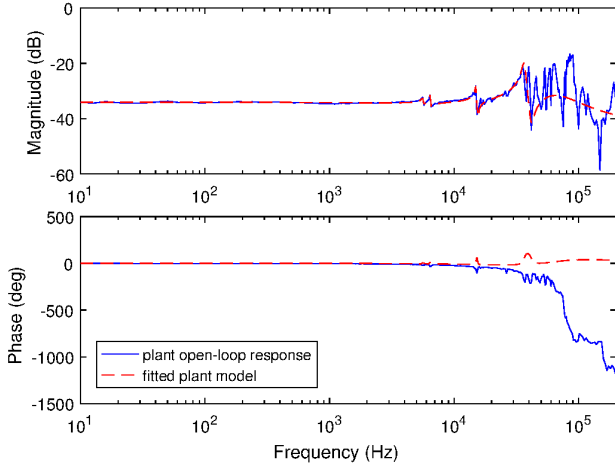 0
-20
-40
-60
Magnitude (dB)
10^1 10^2 10^3 10^4 10^5
500
0
-500
-1000
-1500
Phase (deg)
plant open-loop response
fitted plant model
10^1 10^2 10^3 10^4 10^5
Frequency (Hz)